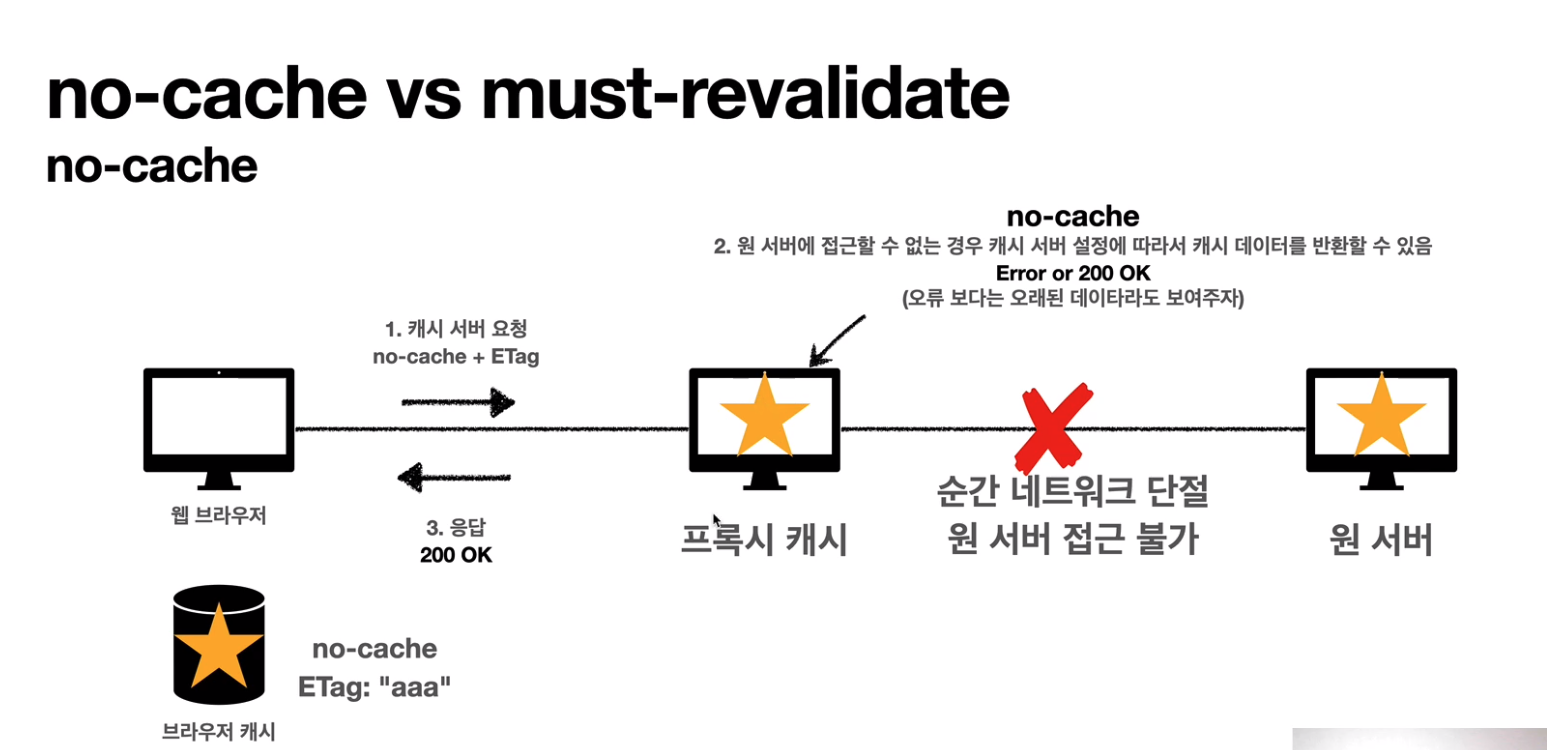 no-cache vs must-revalidate
no-cache
no-cache
2. 원 서버에 접근할 수 없는 경우 캐시 서버 설정에 따라서 캐시 데이터를 반환할 수 있음
Error or 200 OK
(오류 보다는 오래된 데이타라도 보여주자)
1. 캐시 서버 요청
no-cache + ETag
웹 브라우저
3. 응답
200 OK
프록시 캐시
순간 네트워크 단절
원 서버 접근 불가
원 서버
no-cache
ETag: "aaa"
브라우저 캐시